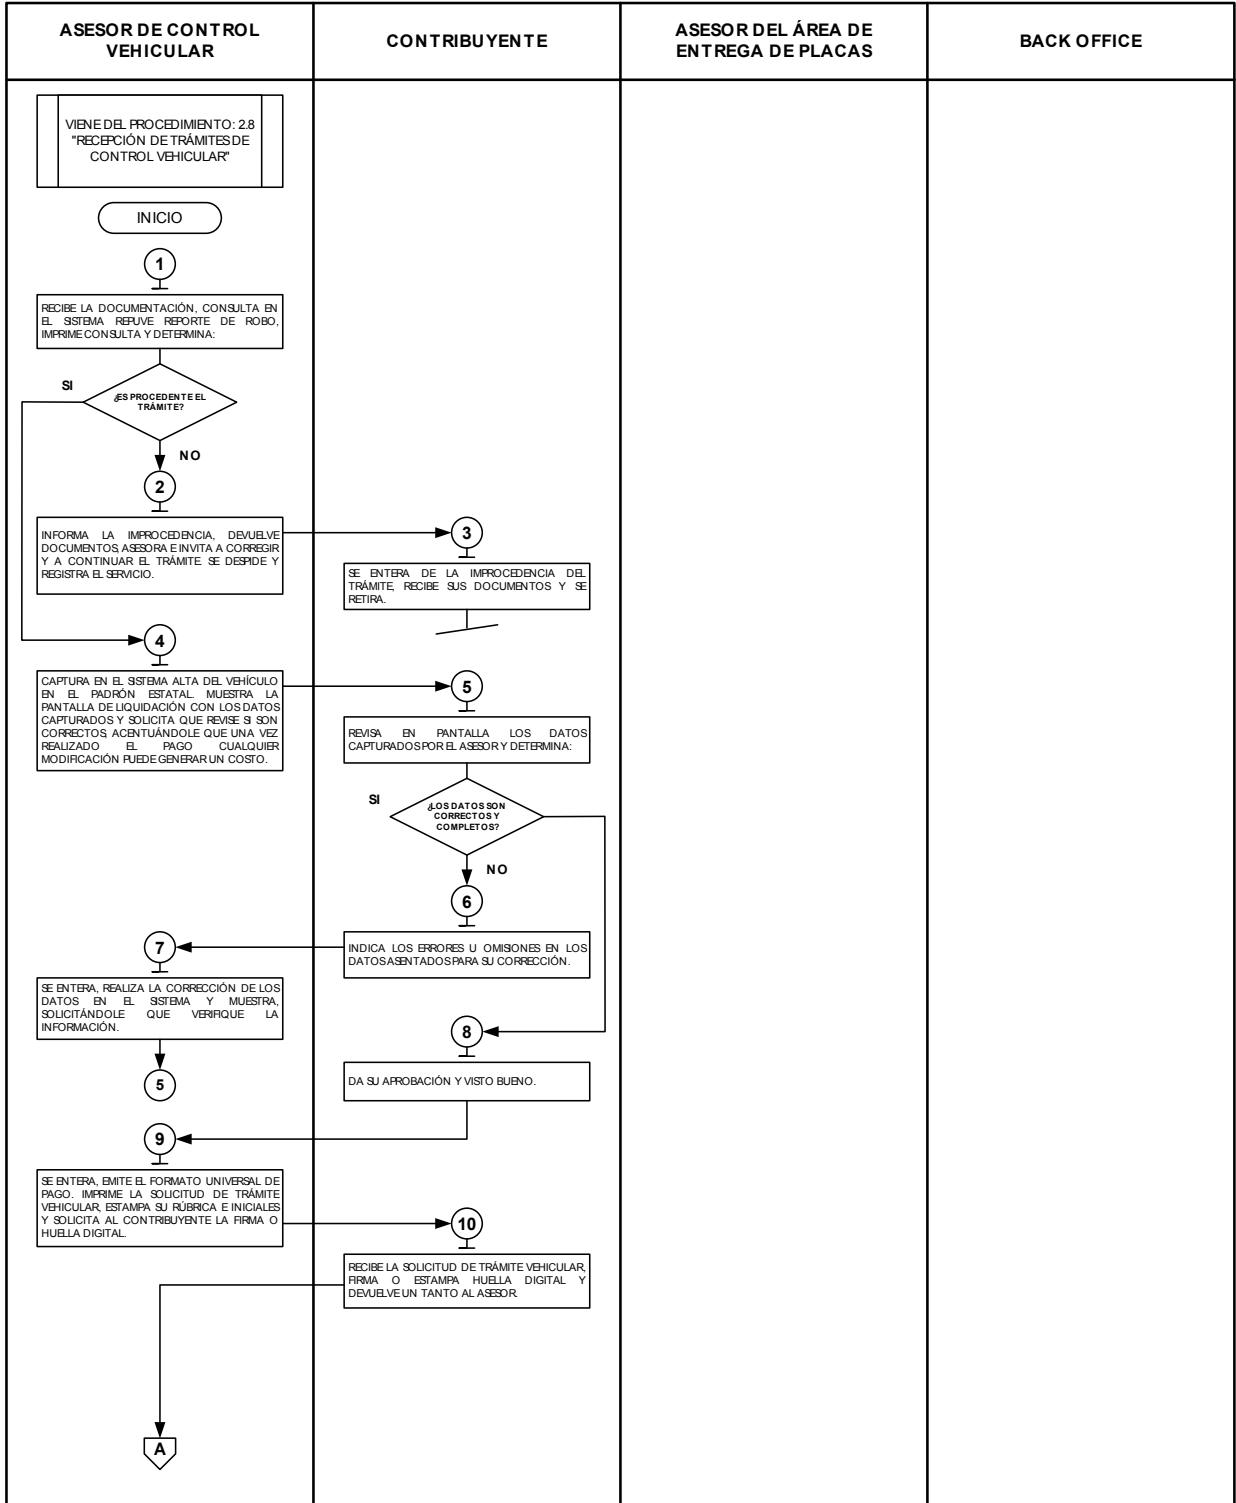 ASESOR DE CONTROL
VEHICULAR
CONTRIBUYENTE
ASESOR DEL ÁREA DE
ENTREGA DE PLACAS
BACK OFFICE
VIENE DEL PROCEDIMIENTO: 2.8
"RECEPCIÓN DE TRÁMITES DE
CONTROL VEHICULAR"
INICIO
1
RECIBE LA DOCUMENTACIÓN, CONSULTA EN
EL SISTEMA REPUVE REPORTE DE ROBO,
IMPRIME CONSULTA Y DETERMINA:
SI
¿ES PROCEDENTE EL
TRÁMITE?
NO
2
INFORMA LA IMPROCEDENCIA, DEVUELVE
DOCUMENTOS, ASESORA E INVITA A CORREGIR
Y A CONTINUAR EL TRÁMITE. SE DESPIDE Y
REGISTRA EL SERVICIO.
3
SE ENTERA DE LA IMPROCEDENCIA DEL
TRÁMITE, RECIBE SUS DOCUMENTOS Y SE
RETIRA.
4
CAPTURA EN EL SISTEMA ALTA DEL VEHÍCULO
EN EL PADRÓN ESTATAL. MUESTRA LA
PANTALLA DE LIQUIDACIÓN CON LOS DATOS
CAPTURADOS Y SOLICITA QUE REVISE SI SON
CORRECTOS, ACENTUÁNDOLE QUE UNA VEZ
REALIZADO EL PAGO CUALQUIER
MODIFICACIÓN PUEDE GENERAR UN COSTO.
5
REVISA EN PANTALLA LOS DATOS
CAPTURADOS POR EL ASESOR Y DETERMINA:
SI
¿LOS DATOS SON
CORRECTOS Y
COMPLETOS?
NO
6
INDICA LOS ERRORES U OMISIONES EN LOS
DATOS ASENTADOS PARA SU CORRECCIÓN.
7
SE ENTERA, REALIZA LA CORRECCIÓN DE LOS
DATOS EN EL SISTEMA Y MUESTRA,
SOLICITÁNDOLE QUE VERIFIQUE LA
INFORMACIÓN.
5
8
DA SU APROBACIÓN Y VISTO BUENO.
9
SE ENTERA, EMITE EL FORMATO UNIVERSAL DE
PAGO. IMPRIME LA SOLICITUD DE TRÁMITE
VEHICULAR, ESTAMPA SU RÚBRICA E INICIALES
Y SOLICITA AL CONTRIBUYENTE LA FIRMA O
HUELLA DIGITAL.
10
RECIBE LA SOLICITUD DE TRÁMITE VEHICULAR,
FIRMA O ESTAMPA HUELLA DIGITAL Y
DEVUELVE UN TANTO AL ASESOR.
A